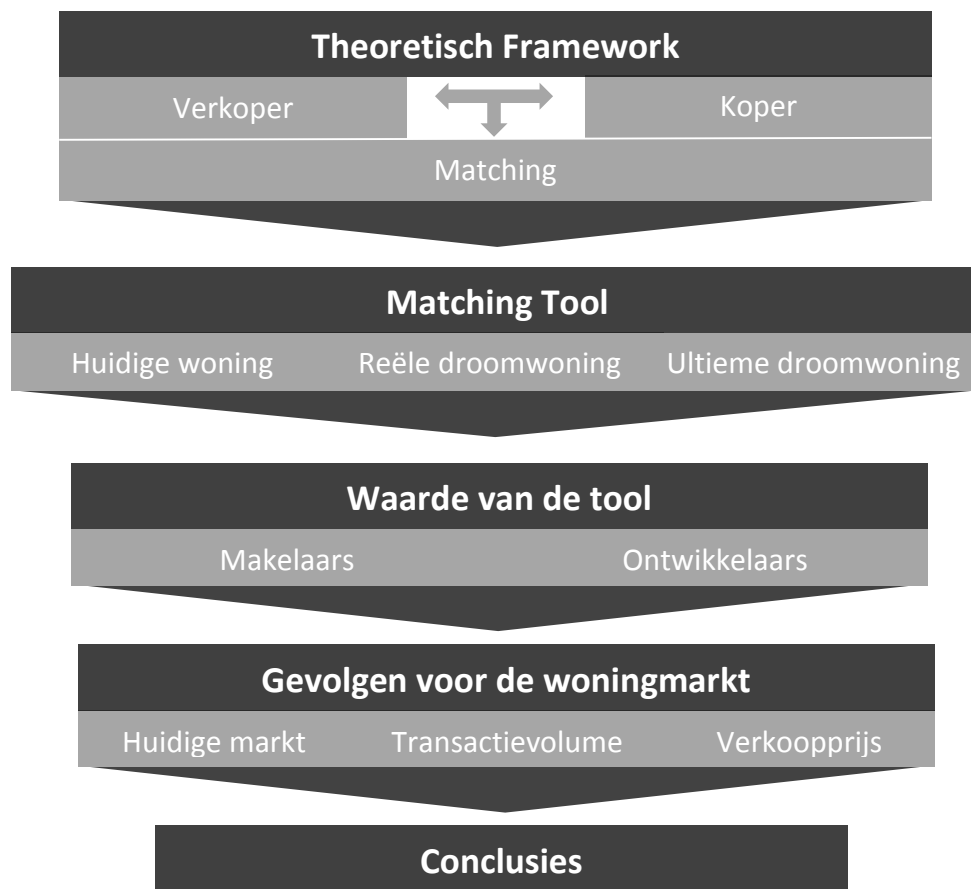 Theoretisch Framework
Verkoper Koper
Matching
Matching Tool
Huidige woning Reële droomwoning Ultieme droomwoning
Waarde van de tool
Makelaars Ontwikkelaars
Gevolgen voor de woningmarkt
Huidige markt Transactievolume Verkoopprijs
Conclusies